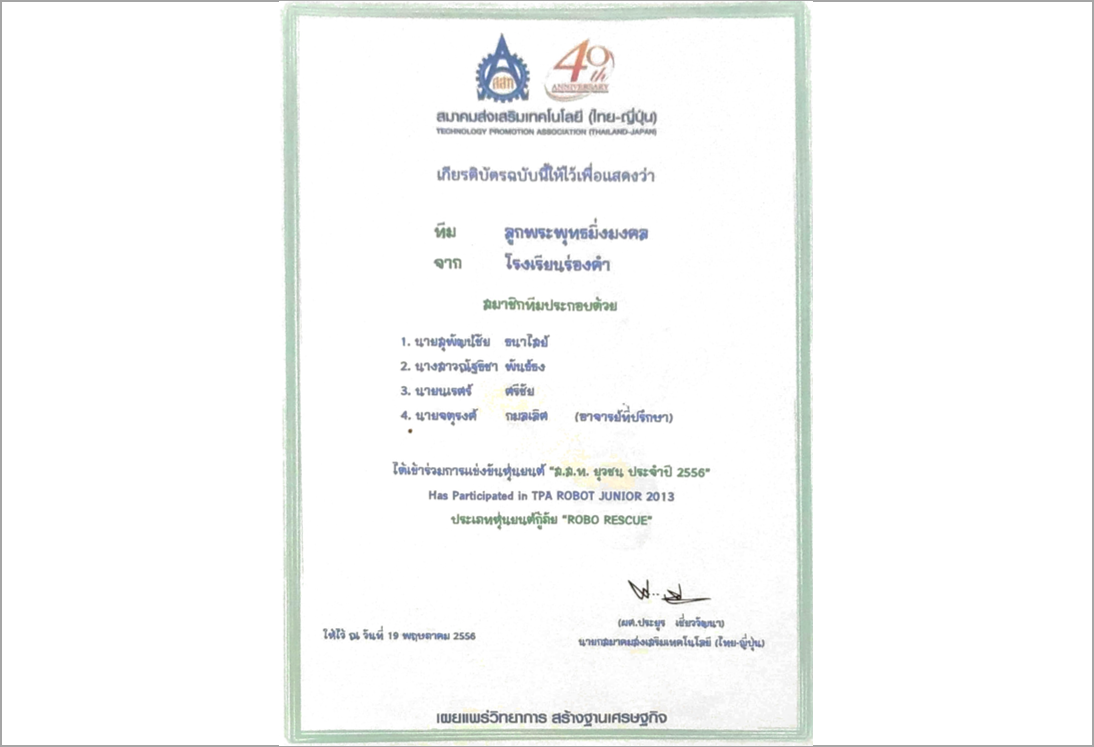 ส.ส.ท
40th
ANNIVERSARY
สมาคมส่งเสริมเทคโนโลยี (ไทย-ญี่ปุ่น)
TECHNOLOGY PROMOTION ASSOCIATION (THAILAND-JAPAN)
เกียรติบัตรฉบับนี้ให้ไว้เพื่อแสดงว่า
ทีม ลูกพระพุทธมิ่งมงคล
จาก โรงเรียนร่องคำ
สมาชิกทีมประกอบด้วย
1. นายสุพัฒน์ชัย ธนาไสย์
2. นางสาวณัฐธิชา พันธ์อง
3. นายนเรศร์ ศรีชัย
4. นายจตุรงค์ กมลเลิศ (อาจารย์ที่ปรึกษา)
ได้เข้าร่วมการแข่งขันหุ่นยนต์ "ส.ส.ท. ยุวชน ประจำปี 2556"
Has Participated in TPA ROBOT JUNIOR 2013
ประเภทหุ่นยนต์กู้ภัย "ROBO RESCUE"
(ผศ.ประยูร เชี่ยววัฒนา)
ให้ไว้ ณ วันที่ 19 พฤษภาคม 2556
นายกสมาคมส่งเสริมเทคโนโลยี (ไทย-ญี่ปุ่น)
เผยแพร่วิทยาการ สร้างฐานเศรษฐกิจ